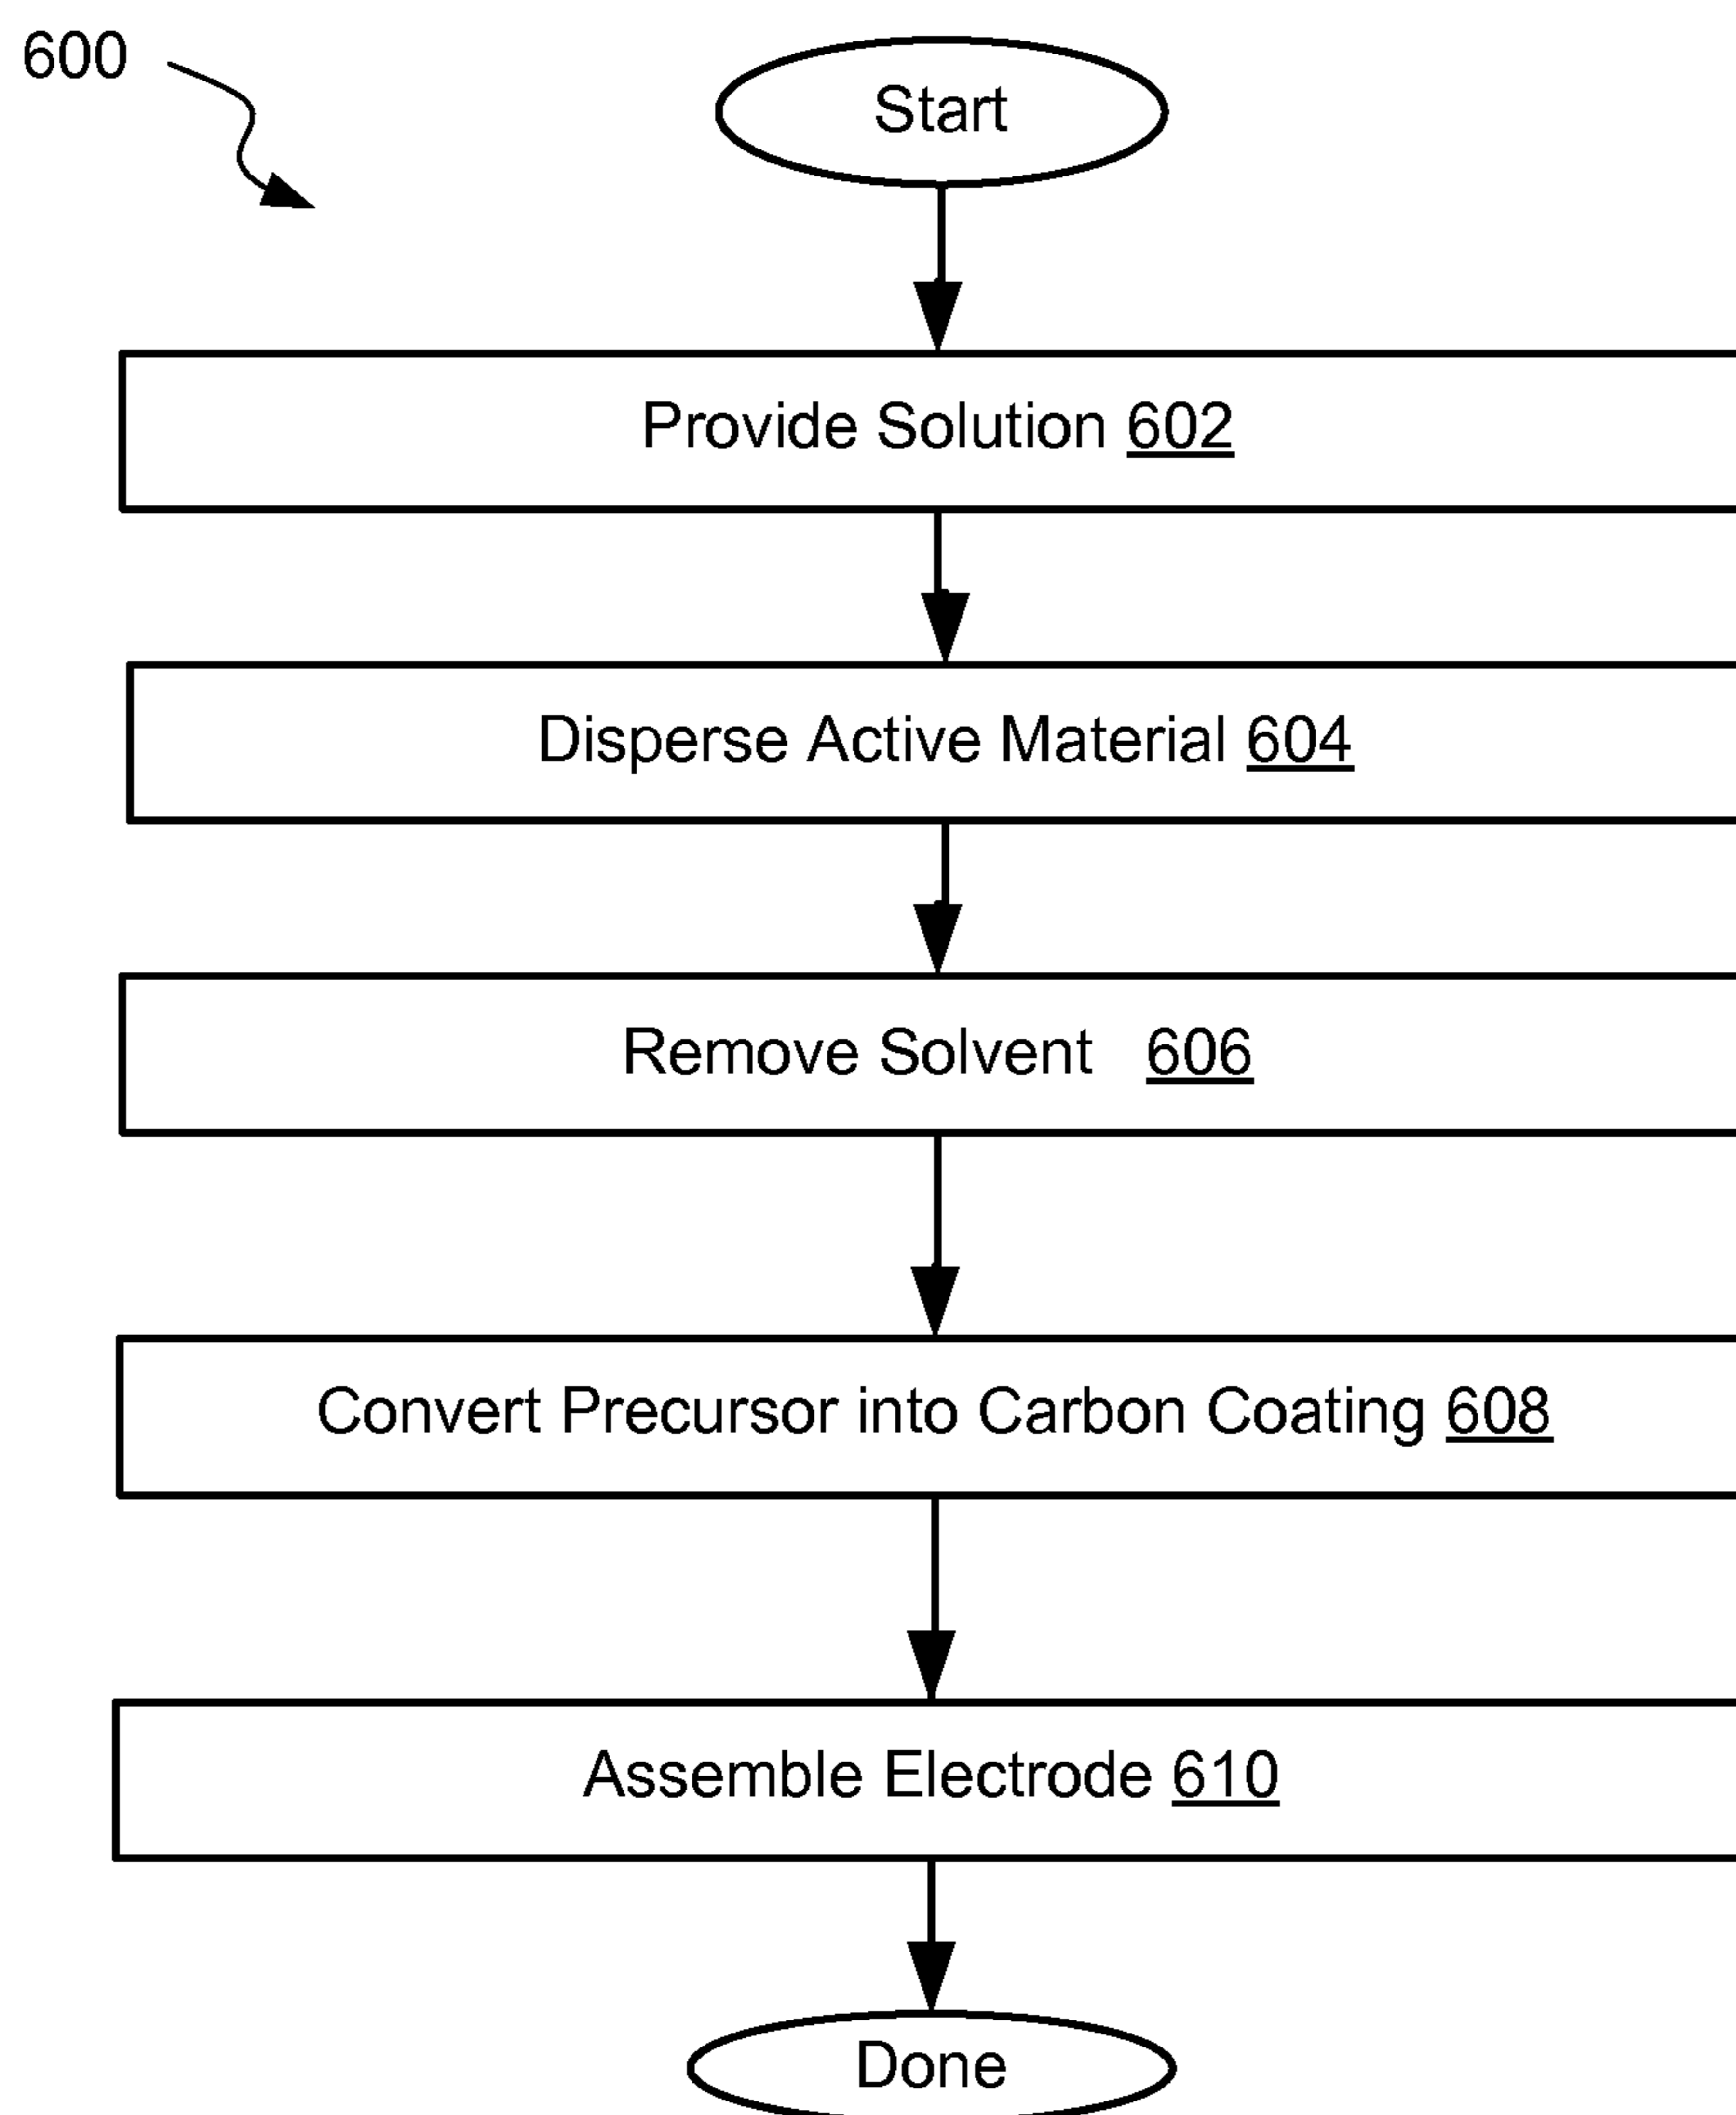 600
Start
Provide Solution 602
Disperse Active Material 604
Remove Solvent 606
Convert Precursor into Carbon Coating 608
Assemble Electrode 610
Done